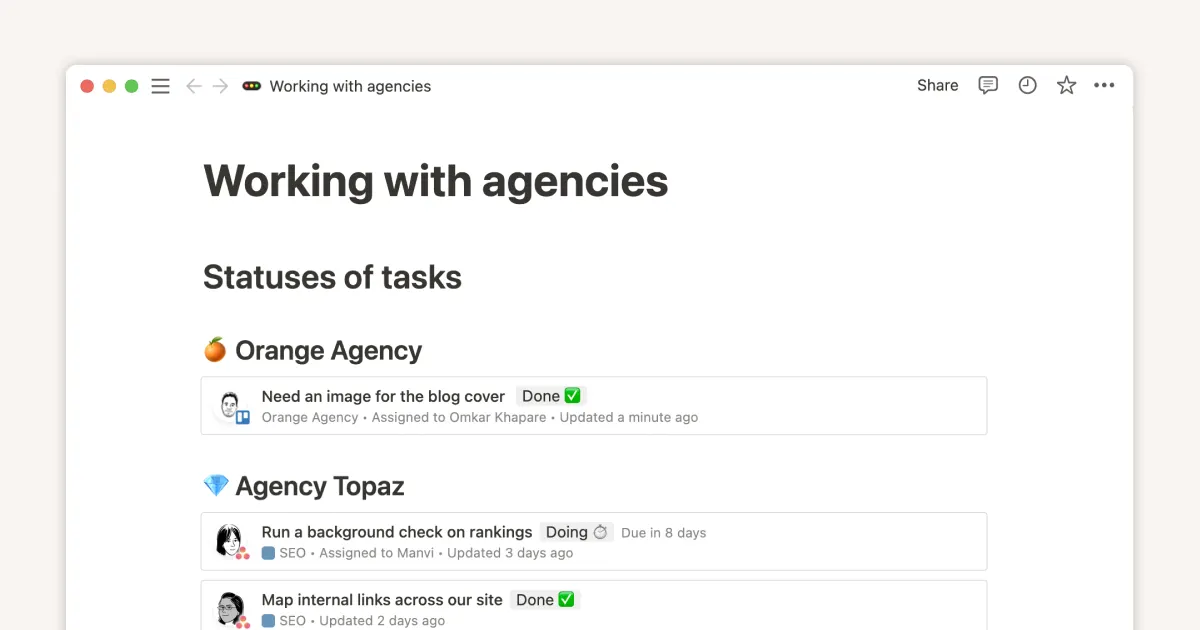 Working with agencies
Share
Working with agencies
Statuses of tasks
🍊 Orange Agency
Need an image for the blog cover Done ✅
Orange Agency • Assigned to Omkar Khapare • Updated a minute ago
💎 Agency Topaz
Run a background check on rankings Doing ⏱ Due in 8 days
SEO • Assigned to Manvi • Updated 3 days ago
Map internal links across our site Done ✅
SEO • Updated 2 days ago